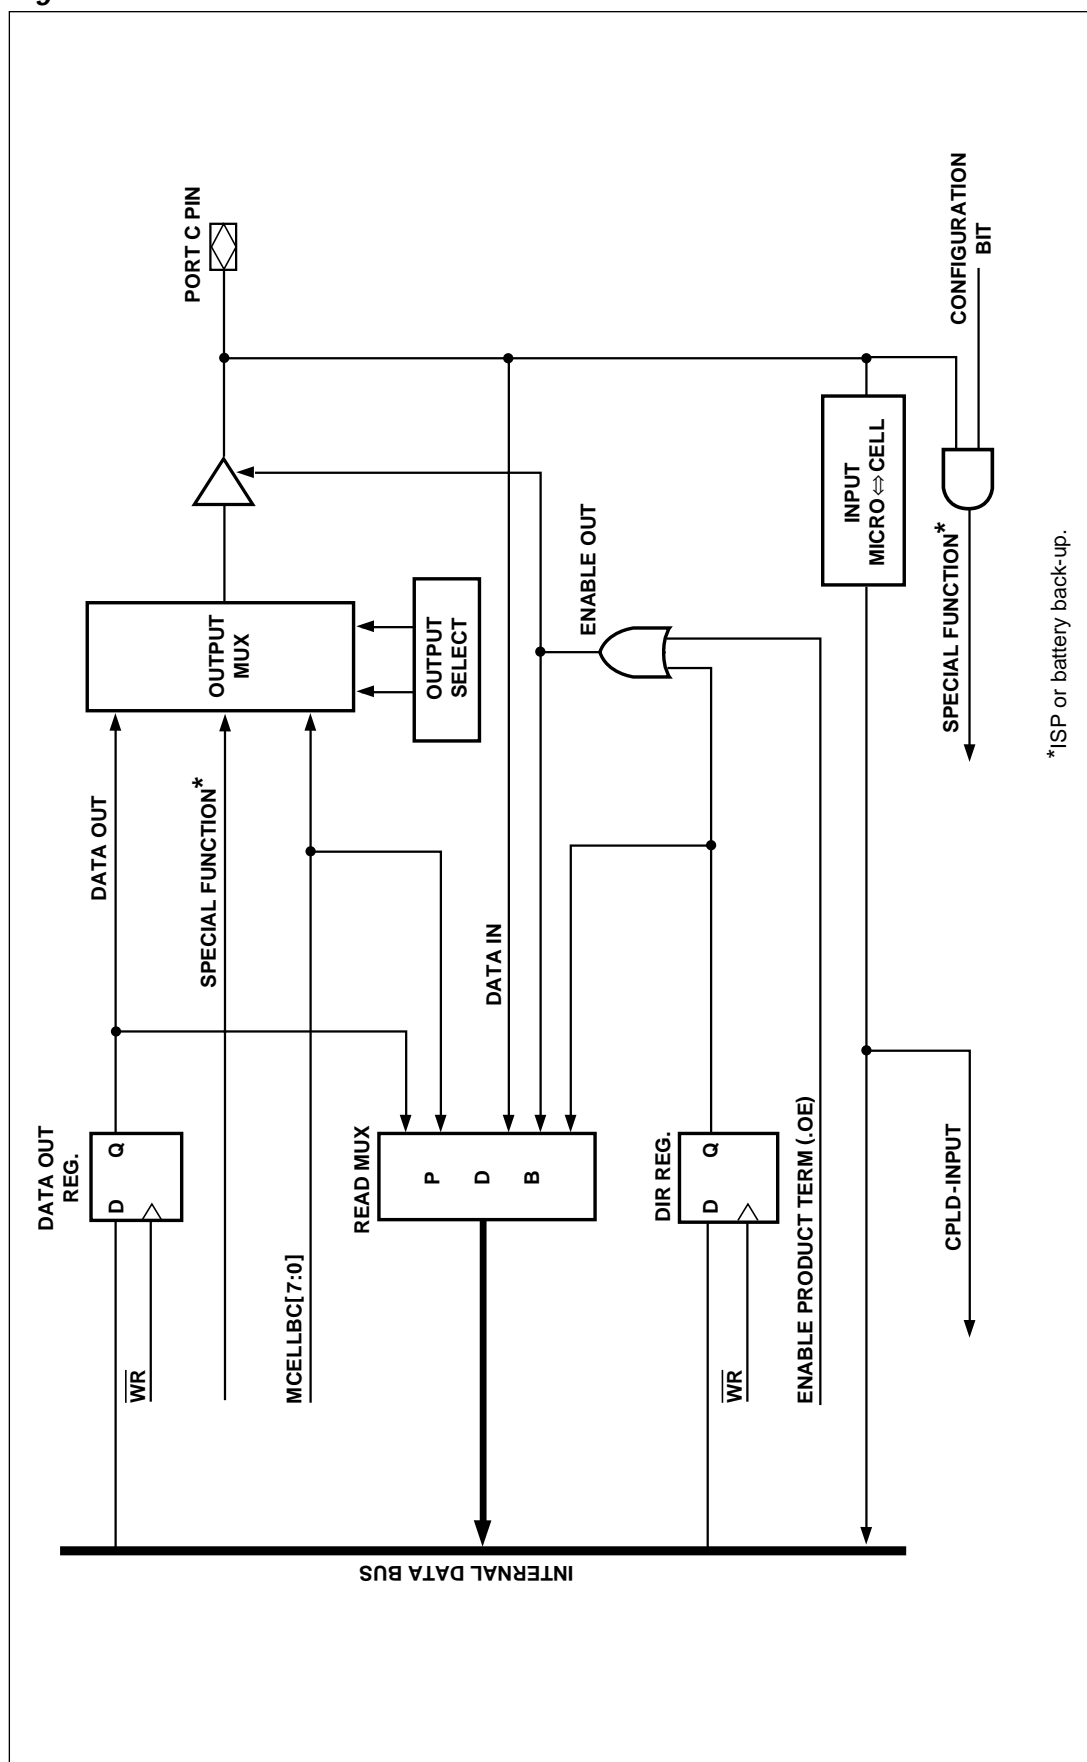 DATA OUT
REG.
D Q
WR
DATA OUT
SPECIAL FUNCTION*
MCELLBC[7:0]
OUTPUT
MUX
PORT C PIN
OUTPUT
SELECT
READ MUX
P
D
B
DATA IN
ENABLE OUT
DIR REG.
D Q
WR
ENABLE PRODUCT TERM (.OE)
INPUT
MICRO⇔CELL
CPLD-INPUT
SPECIAL FUNCTION*
CONFIGURATION
BIT
INTERNAL DATA BUS
*ISP or battery back-up.